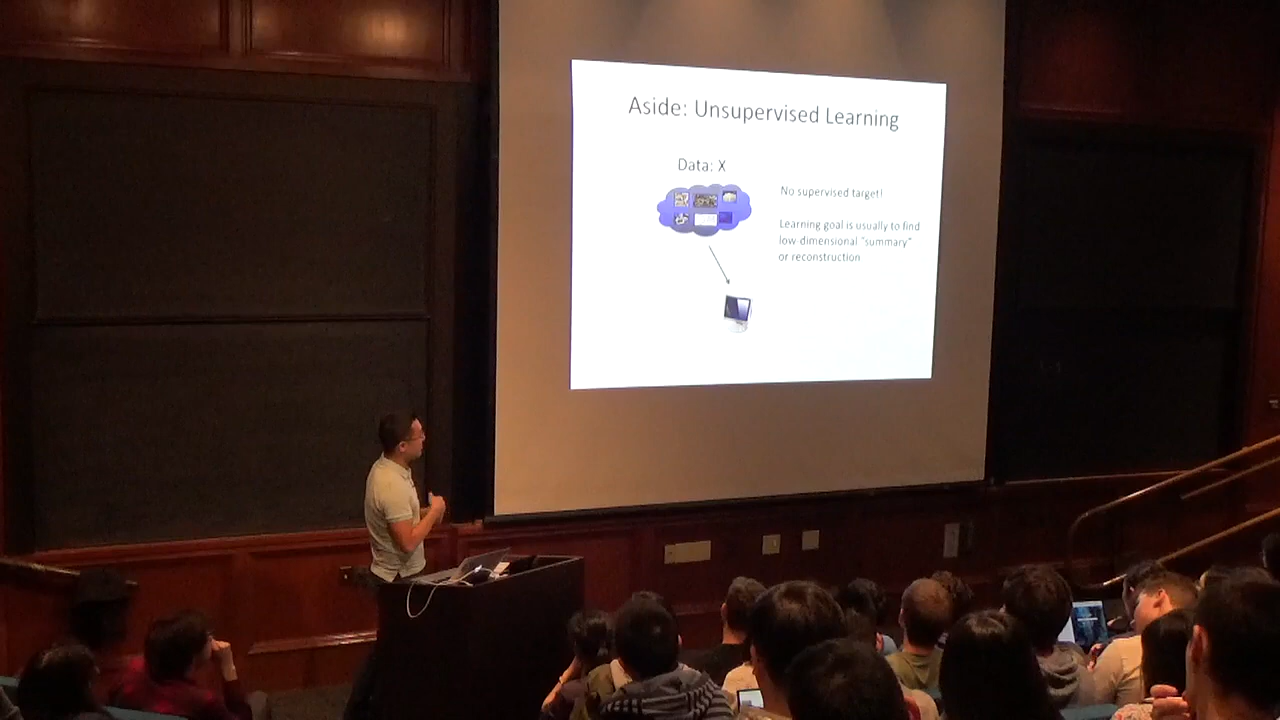 Aside: Unsupervised Learning
Data: X
No supervised target!
Learning goal is usually to find
low-dimensional "summary"
or reconstruction